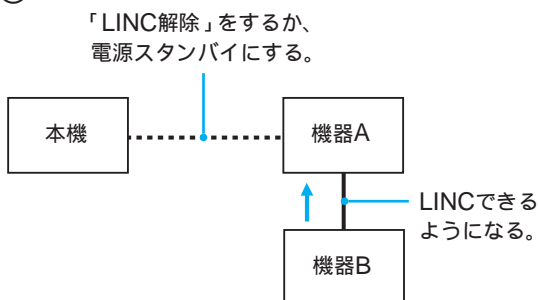 「LINC解除」をするか、
電源スタンバイにする。
本機
機器A
LINCできる
ようになる。
機器B